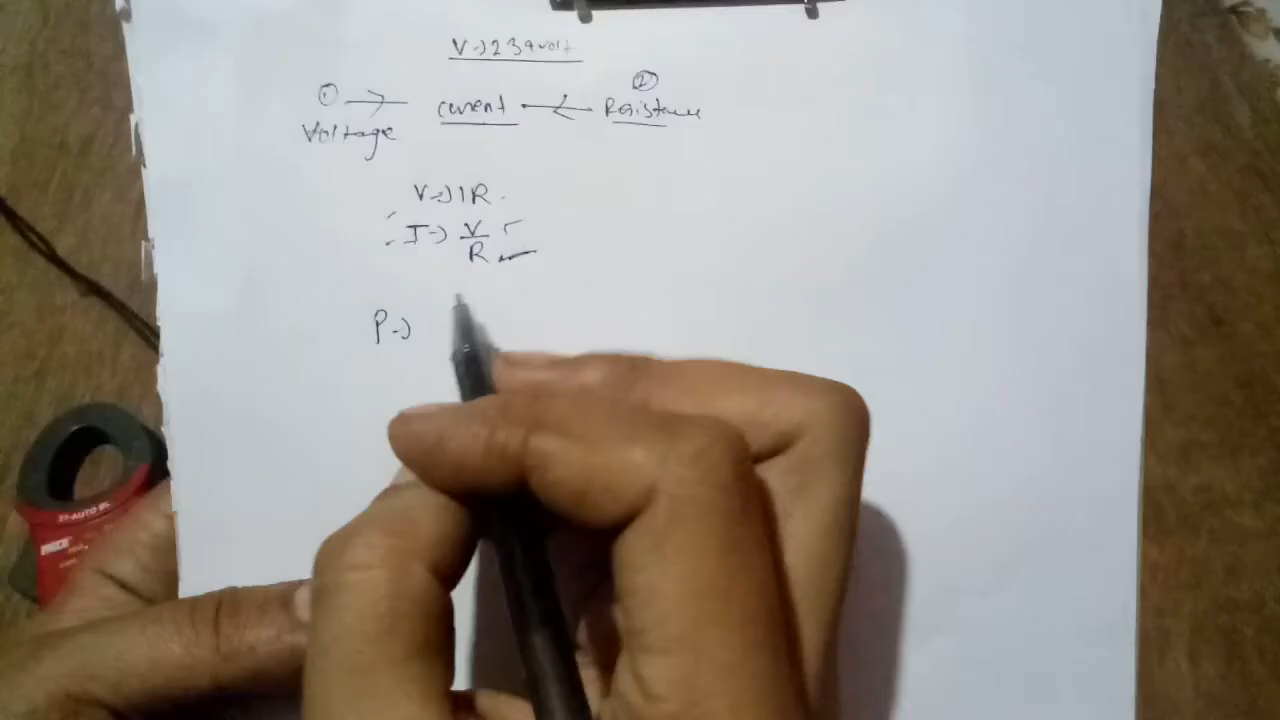 V→234volt
① ②
Voltage → current ← Resistance
V→IR
∴ I→ V/R
P→